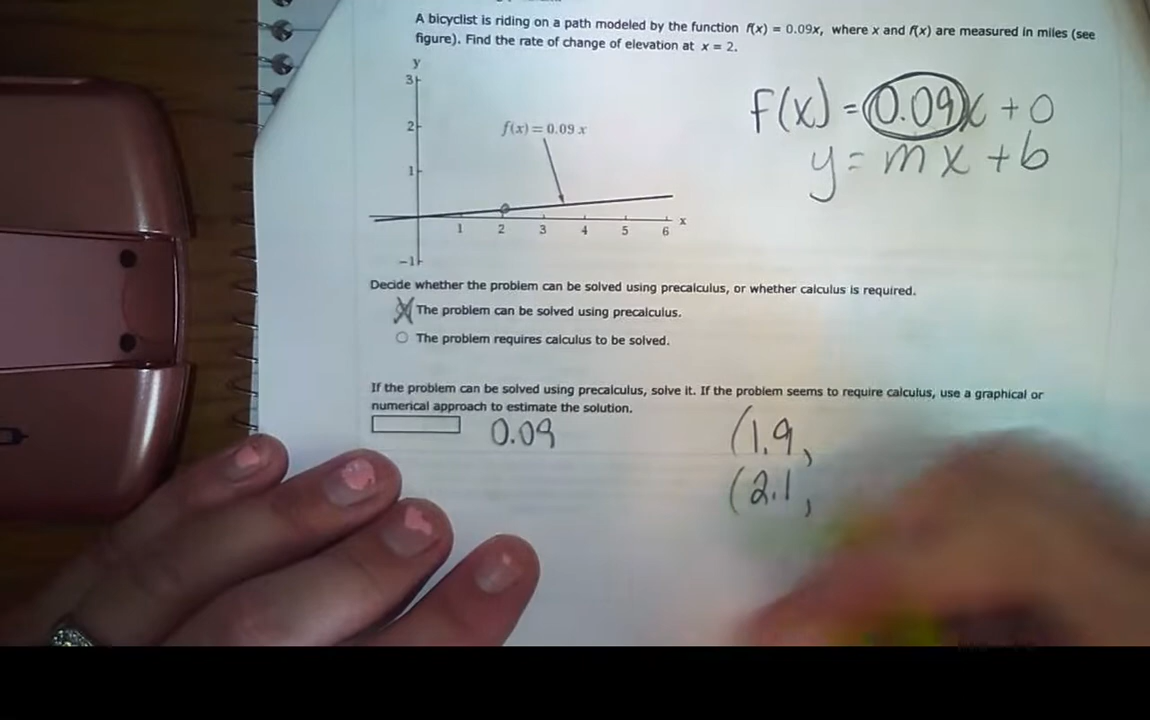 A bicyclist is riding on a path modeled by the function f(x) = 0.09x, where x and f(x) are measured in miles (see
figure). Find the rate of change of elevation at x = 2.
y
3
2
1
-1
f(x) = 0.09 x
1 2 3 4 5 6 x
f(x) = 0.09x + 0
y = mx + b
Decide whether the problem can be solved using precalculus, or whether calculus is required.
X The problem can be solved using precalculus.
The problem requires calculus to be solved.
If the problem can be solved using precalculus, solve it. If the problem seems to require calculus, use a graphical or
numerical approach to estimate the solution.
0.09
(1.9,
(2.1,